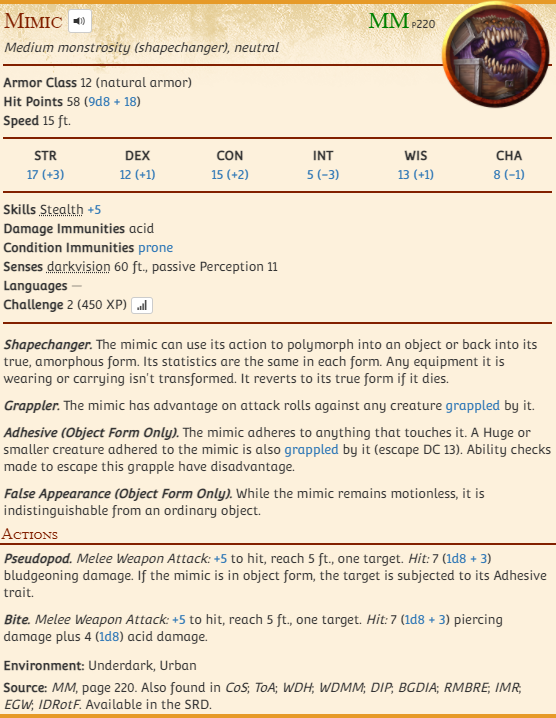 Mimic MM P220
Medium monstrosity (shapechanger), neutral
Armor Class 12 (natural armor)
Hit Points 58 (9d8 + 18)
Speed 15 ft.
STR DEX CON INT WIS CHA
17 (+3) 12 (+1) 15 (+2) 5 (−3) 13 (+1) 8 (−1)
Skills Stealth +5
Damage Immunities acid
Condition Immunities prone
Senses darkvision 60 ft., passive Perception 11
Languages —
Challenge 2 (450 XP)
Shapechanger. The mimic can use its action to polymorph into an object or back into its
true, amorphous form. Its statistics are the same in each form. Any equipment it is
wearing or carrying isn't transformed. It reverts to its true form if it dies.
Grappler. The mimic has advantage on attack rolls against any creature grappled by it.
Adhesive (Object Form Only). The mimic adheres to anything that touches it. A Huge or
smaller creature adhered to the mimic is also grappled by it (escape DC 13). Ability checks
made to escape this grapple have disadvantage.
False Appearance (Object Form Only). While the mimic remains motionless, it is
indistinguishable from an ordinary object.
Actions
Pseudopod. Melee Weapon Attack: +5 to hit, reach 5 ft., one target. Hit: 7 (1d8 + 3)
bludgeoning damage. If the mimic is in object form, the target is subjected to its Adhesive
trait.
Bite. Melee Weapon Attack: +5 to hit, reach 5 ft., one target. Hit: 7 (1d8 + 3) piercing
damage plus 4 (1d8) acid damage.
Environment: Underdark, Urban
Source: MM, page 220. Also found in CoS; ToA; WDH; WDMM; DIP; BGDIA; RMBRE; IMR;
EGW; IDRotF. Available in the SRD.